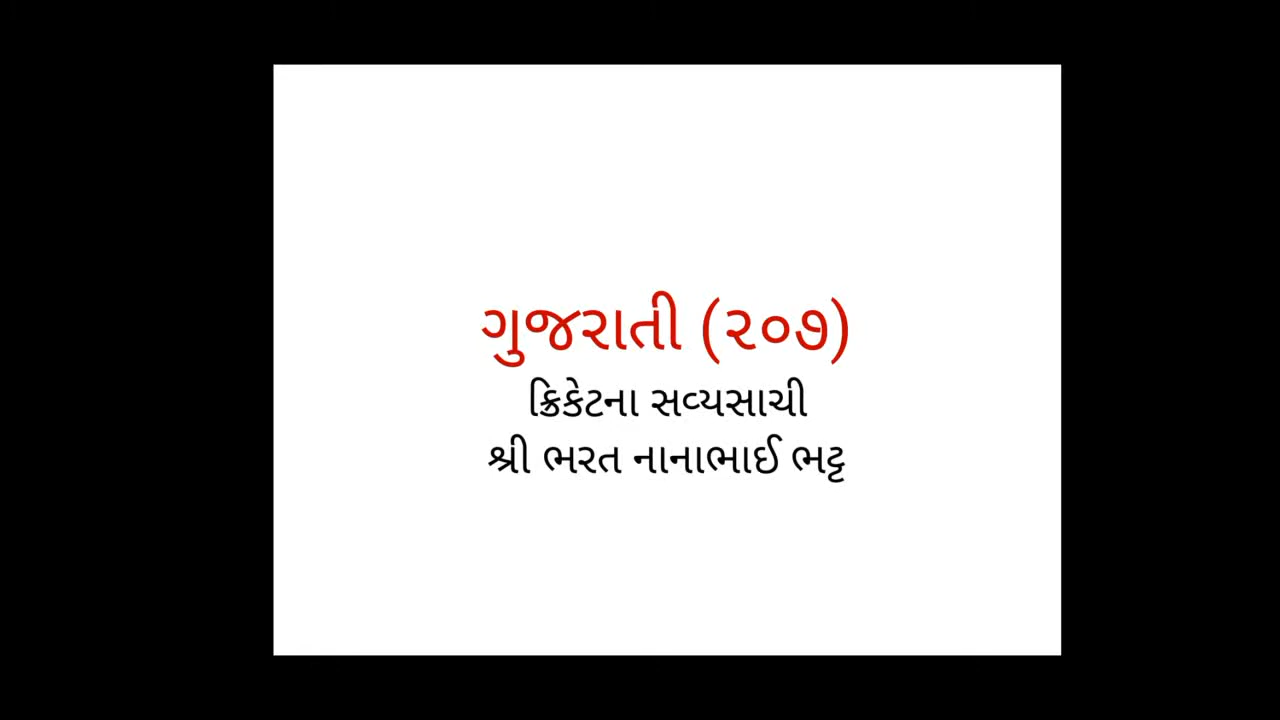 ગુજરાતી (૨૦૭)
ક્રિકેટના સવ્યસાચી
શ્રી ભરત નાનાભાઈ ભટ્ટ